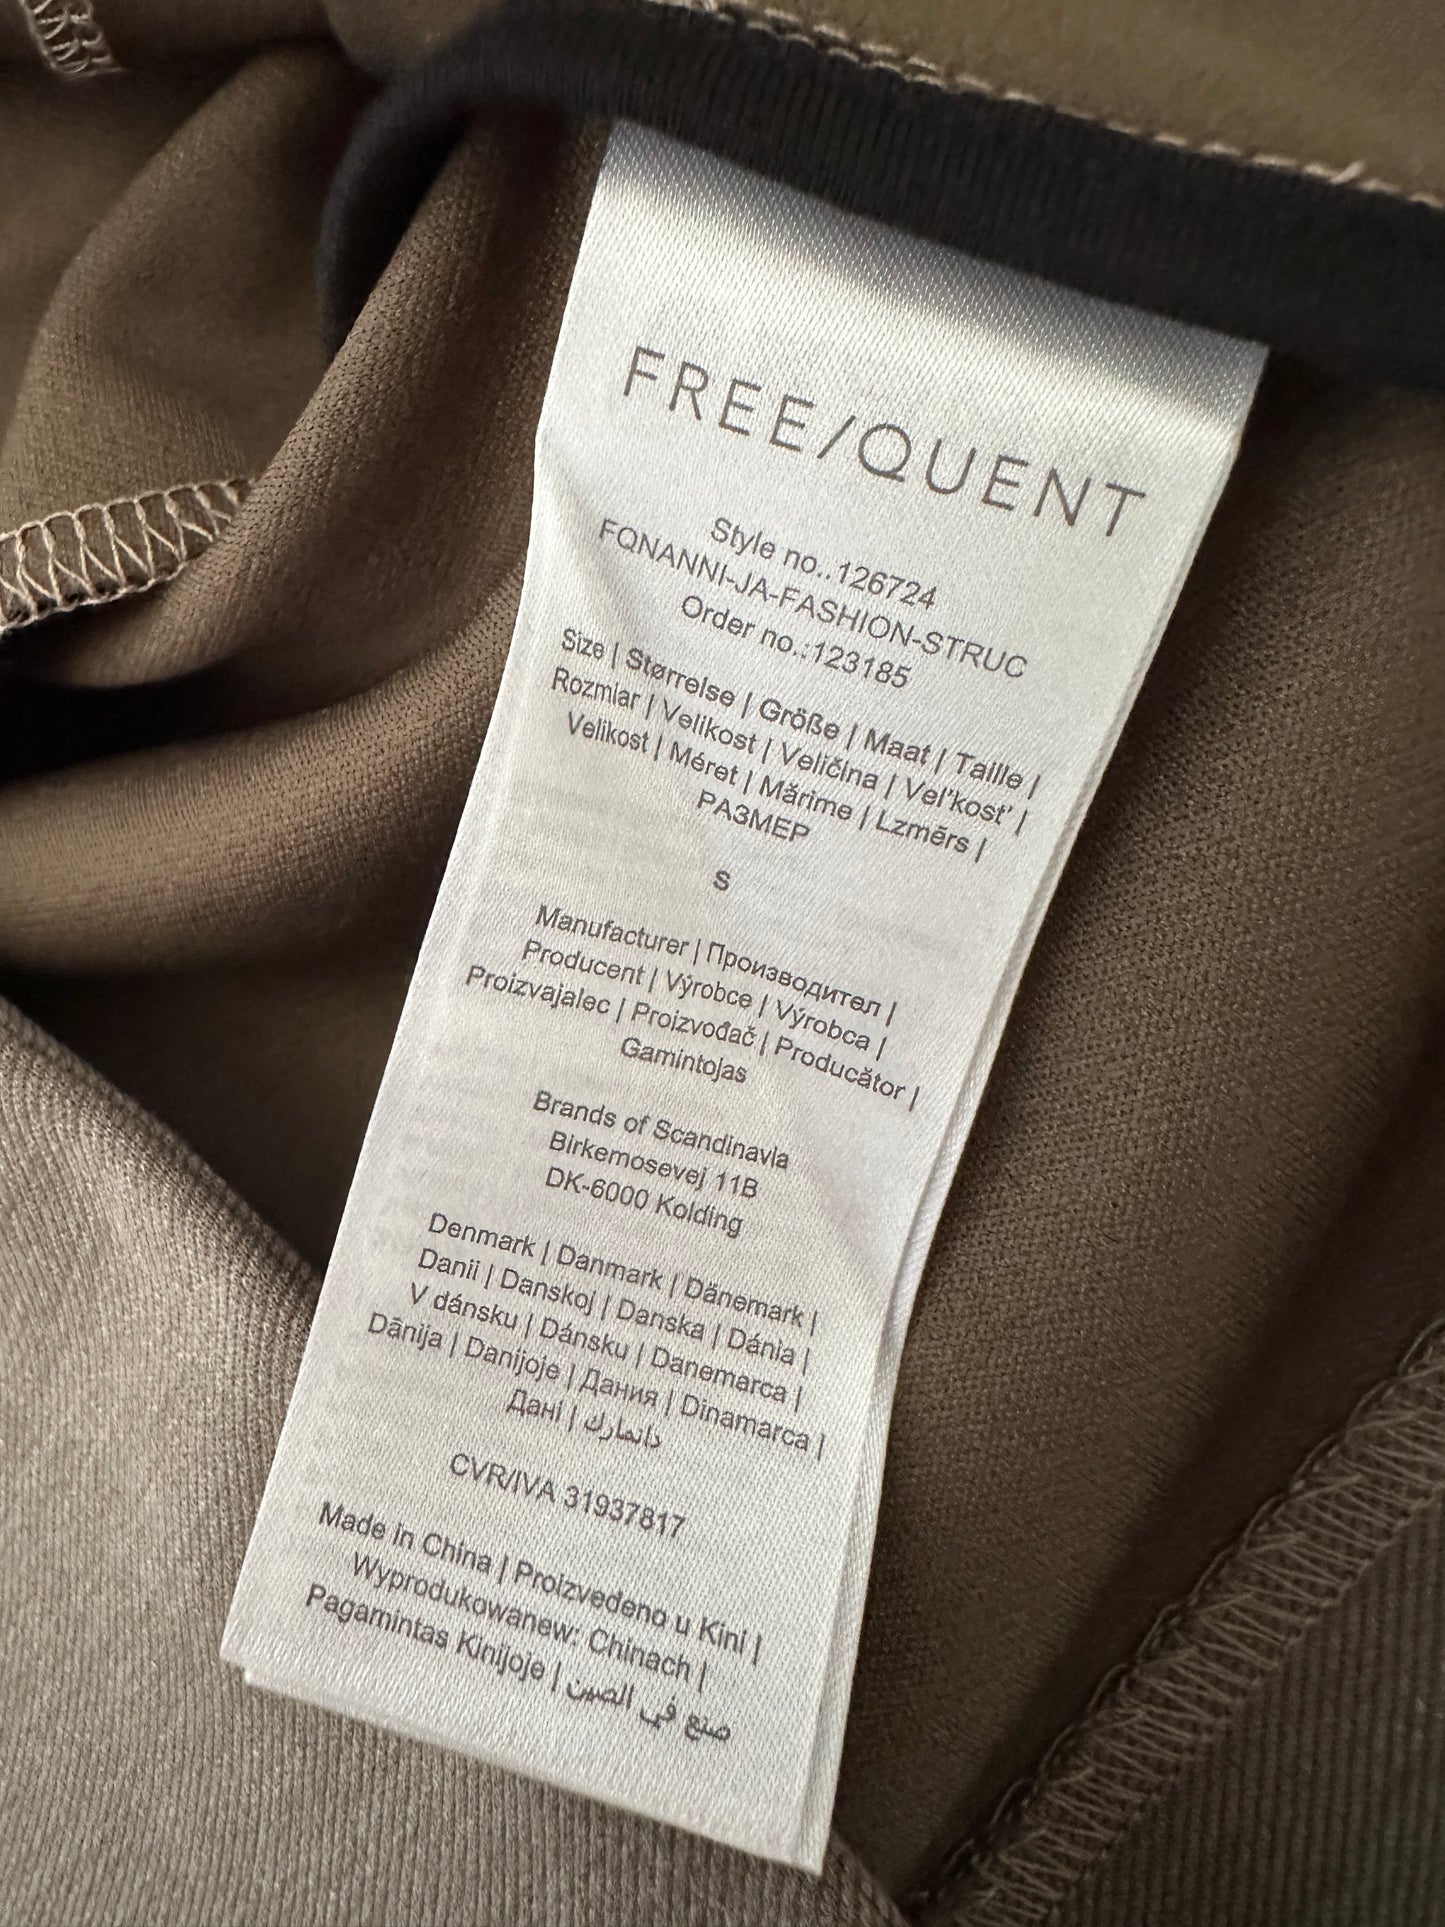 FREE/QUENT
Style no..126724
FQNANNI-JA-FASHION-STRUC
Order no.:123185
Size | Størrelse | Größe | Maat | Taille |
Rozmlar | Velikost | Veličina | Vel'kost' |
Velikost | Méret | Mărime | Lzmērs |
РАЗМЕР
S
Manufacturer | Производител |
Producent | Výrobce | Výrobca |
Proizvajalec | Proizvođač | Producător |
Gamintojas
Brands of Scandinavia
Birkemosevej 11B
DK-6000 Kolding
Denmark | Danmark | Dänemark |
Danii | Danskoj | Danska | Dánia |
V dánsku | Dánsku | Danemarca |
Dānija | Danijoje | Дания | Dinamarca |
Дані | دانمارك
CVR/IVA 31937817
Made in China | Proizvedeno u Kini |
Wyprodukowanew: Chinach |
Pagamintas Kinijoje | صنع في الصين